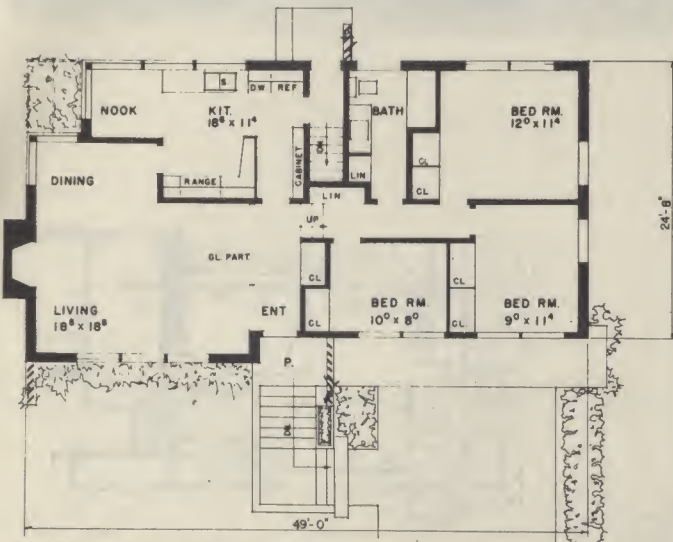 S
DW
REF
NOOK
KIT.
18⁸ x 11⁴
BATH
BED RM.
12⁰ x 11⁴
CABINET
DN
CL
CL
LIN
DINING
RANGE
LIN
UP
24'-8"
GL. PART.
CL
CL
LIVING
18⁸ x 18⁸
ENT
CL
CL
BED RM.
10⁰ x 8⁰
BED RM.
9⁰ x 11⁴
P.
DN
49'-0"